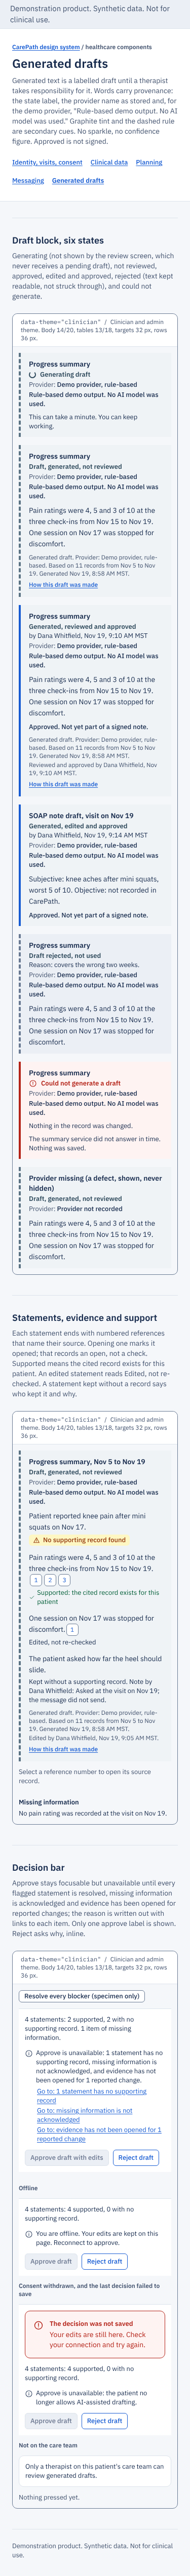 Demonstration product. Synthetic data. Not for
clinical use.
CarePath design system / healthcare components
Generated drafts
Generated text is a labelled draft until a therapist
takes responsibility for it. Words carry provenance:
the state label, the provider name as stored and, for
the demo provider, "Rule-based demo output. No AI
model was used." Graphite tint and the dashed rule
are secondary cues. No sparkle, no confidence
figure. Approved is not signed.
Identity, visits, consent Clinical data Planning
Messaging Generated drafts
Draft block, six states
Generating (not shown by the review screen, which
never receives a pending draft), not reviewed,
approved, edited and approved, rejected (text kept
readable, not struck through), and could not
generate.
data-theme="clinician" / Clinician and admin
theme. Body 14/20, tables 13/18, targets 32 px, rows
36 px.
Progress summary
Generating draft
Provider: Demo provider, rule-based
Rule-based demo output. No AI model was
used.
This can take a minute. You can keep
working.
Progress summary
Draft, generated, not reviewed
Provider: Demo provider, rule-based
Rule-based demo output. No AI model was
used.
Pain ratings were 4, 5 and 3 of 10 at the
three check-ins from Nov 15 to Nov 19.
One session on Nov 17 was stopped for
discomfort.
Generated draft. Provider: Demo provider, rule-
based. Based on 11 records from Nov 5 to Nov
19. Generated Nov 9, 8:58 AM MST.
How this draft was made
Progress summary
Generated, reviewed and approved
by Dana Whitfield, Nov 19, 9:10 AM MST
Provider: Demo provider, rule-based
Rule-based demo output. No AI model was
used.
Pain ratings were 4, 5 and 3 of 10 at the
three check-ins from Nov 15 to Nov 19.
One session on Nov 17 was stopped for
discomfort.
Approved. Not yet part of a signed note.
Generated draft. Provider: Demo provider, rule-
based. Based on 11 records from Nov 5 to Nov
19. Generated Nov 19, 8:58 AM MST.
Reviewed and approved by Dana Whitfield, Nov
19, 9:10 AM MST.
How this draft was made
SOAP note draft, visit on Nov 19
Generated, edited and approved
by Dana Whitfield, Nov 19, 9:14 AM MST
Provider: Demo provider, rule-based
Rule-based demo output. No AI model was
used.
Subjective: knee aches after mini squats,
worst 5 of 10. Objective: not recorded in
CarePath.
Approved. Not yet part of a signed note.
Progress summary
Draft rejected, not used
Reason: covers the wrong two weeks.
Provider: Demo provider, rule-based
Rule-based demo output. No AI model was
used.
Pain ratings were 4, 5 and 3 of 10 at the
three check-ins from Nov 15 to Nov 19.
One session on Nov 17 was stopped for
discomfort.
Progress summary
Could not generate a draft
Provider: Demo provider, rule-based
Rule-based demo output. No AI model was
used.
Nothing in the record was changed.
The summary service did not answer in time.
Nothing was saved.
Provider missing (a defect, shown, never
hidden)
Draft, generated, not reviewed
Provider: Provider not recorded
Pain ratings were 4, 5 and 3 of 10 at the
three check-ins from Nov 15 to Nov 19.
One session on Nov 17 was stopped for
discomfort.
Statements, evidence and support
Each statement ends with numbered references
that name their source. Opening one marks it
opened; that records an open, not a check.
Supported means the cited record exists for this
patient. An edited statement reads Edited, not re-
checked. A statement kept without a record says
who kept it and why.
data-theme="clinician" / Clinician and admin
theme. Body 14/20, tables 13/18, targets 32 px, rows
36 px.
Progress summary, Nov 5 to Nov 19
Draft, generated, not reviewed
Provider: Demo provider, rule-based
Rule-based demo output. No AI model was
used.
Patient reported knee pain after mini
squats on Nov 17.
No supporting record found
Pain ratings were 4, 5 and 3 of 10 at the
three check-ins from Nov 15 to Nov 19.
1 2 3
Supported: the cited record exists for this
patient
One session on Nov 17 was stopped for
discomfort. 1
Edited, not re-checked
The patient asked how far the heel should
slide.
Kept without a supporting record. Note by
Dana Whitfield: Asked at the visit on Nov 19;
the message did not send.
Generated draft. Provider: Demo provider, rule-
based. Based on 11 records from Nov 5 to Nov
19. Generated Nov 19, 8:58 AM MST.
Edited by Dana Whitfield, Nov 19, 9:05 AM MST.
How this draft was made
Select a reference number to open its source
record.
Missing information
No pain rating was recorded at the visit on Nov 19.
Decision bar
Approve stays focusable but unavailable until every
flagged statement is resolved, missing information
is acknowledged and evidence has been opened for
reported changes; the reason is written out with
links to each item. Only one approve label is shown.
Reject asks why, inline.
data-theme="clinician" / Clinician and admin
theme. Body 14/20, tables 13/18, targets 32 px, rows
36 px.
Resolve every blocker (specimen only)
4 statements: 2 supported, 2 with no
supporting record. 1 item of missing
information.
Approve is unavailable: 1 statement has no
supporting record, missing information is
not acknowledged, and evidence has not
been opened for 1 reported change.
Go to: 1 statement has no supporting
record
Go to: missing information is not
acknowledged
Go to: evidence has not been opened for 1
reported change
Approve draft with edits Reject draft
Offline
4 statements: 4 supported, 0 with no
supporting record.
You are offline. Your edits are kept on this
page. Reconnect to approve.
Approve draft Reject draft
Consent withdrawn, and the last decision failed to
save
The decision was not saved
Your edits are still here. Check
your connection and try again.
4 statements: 4 supported, 0 with no
supporting record.
Approve is unavailable: the patient no
longer allows AI-assisted drafting.
Approve draft Reject draft
Not on the care team
Only a therapist on this patient's care team can
review generated drafts.
Nothing pressed yet.
Demonstration product. Synthetic data. Not for clinical
use.